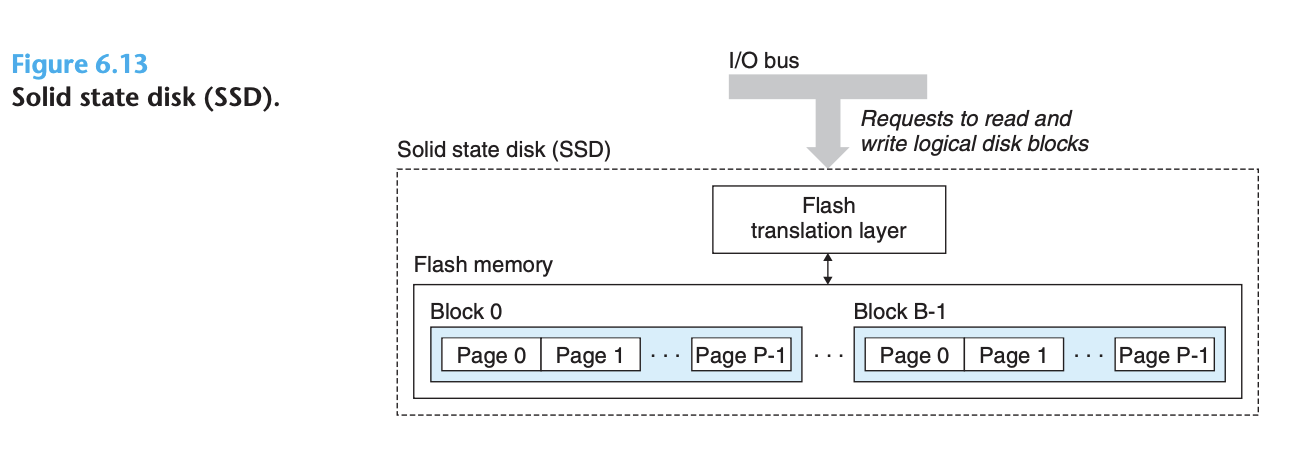 Figure 6.13
Solid state disk (SSD).
I/O bus
Requests to read and
write logical disk blocks
Solid state disk (SSD)
Flash
translation layer
Flash memory
Block 0
Block B-1
Page 0 Page 1 · · · Page P-1 · · · Page 0 Page 1 · · · Page P-1